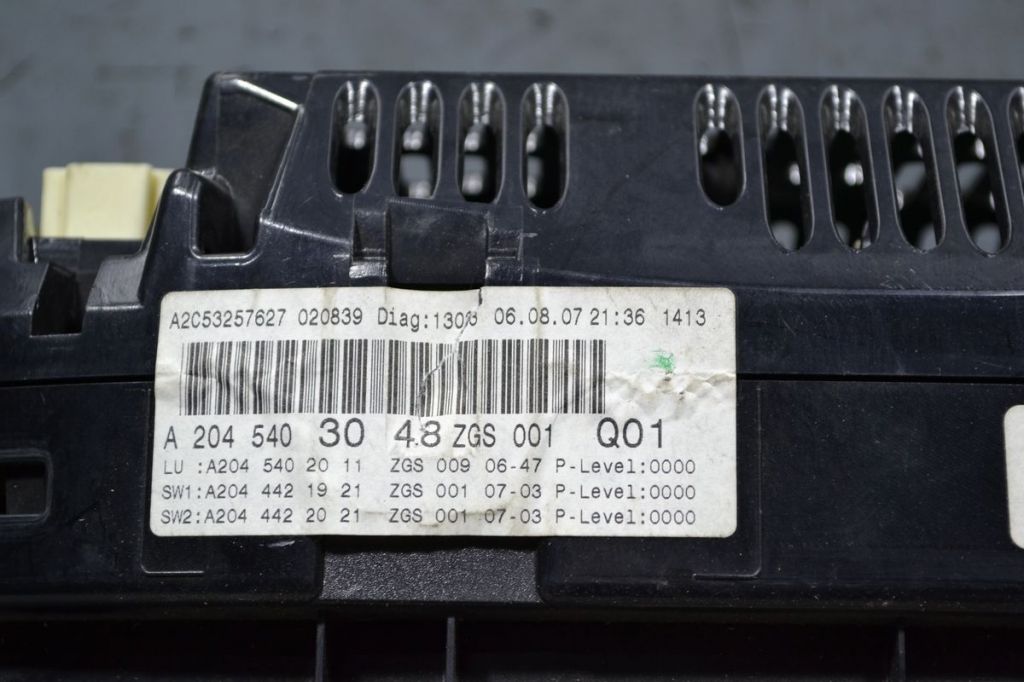 A2C53257627 020839 Diag: 06.08.07 21:36 1413
A 204 540 30 48 ZGS 001 Q01
LU :A204 540 20 11 ZGS 009 06-47 P-Level:0000
SW1:A204 442 19 21 ZGS 001 07-03 P-Level:0000
SW2:A204 442 20 21 ZGS 001 07-03 P-Level:0000